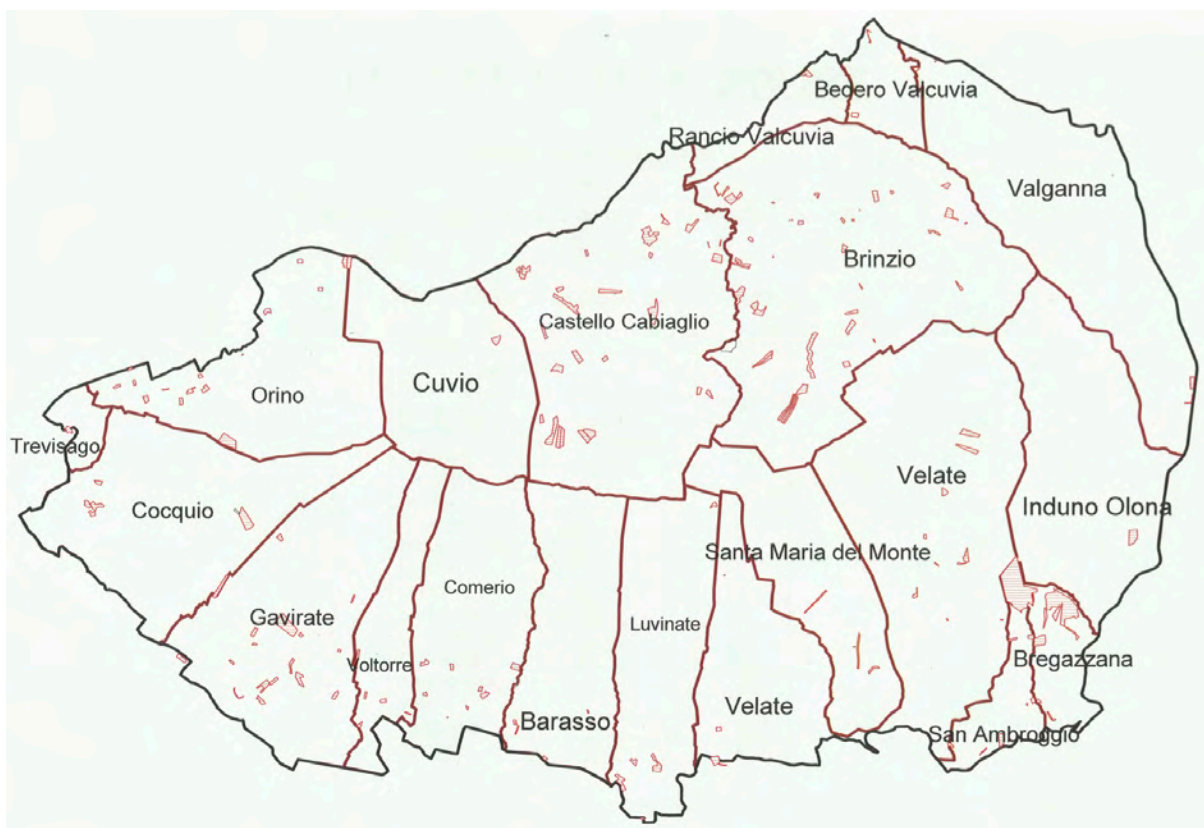 Bedero Valcuvia
Rancio Valcuvia
Valganna
Brinzio
Castello Cabiaglio
Cuvio
Orino
Trevisago
Velate
Cocquio
Induno Olona
Santa Maria del Monte
Comerio
Gavirate
Luvinate
Voltorre
Bregazzana
Velate
Barasso
San Ambroggio